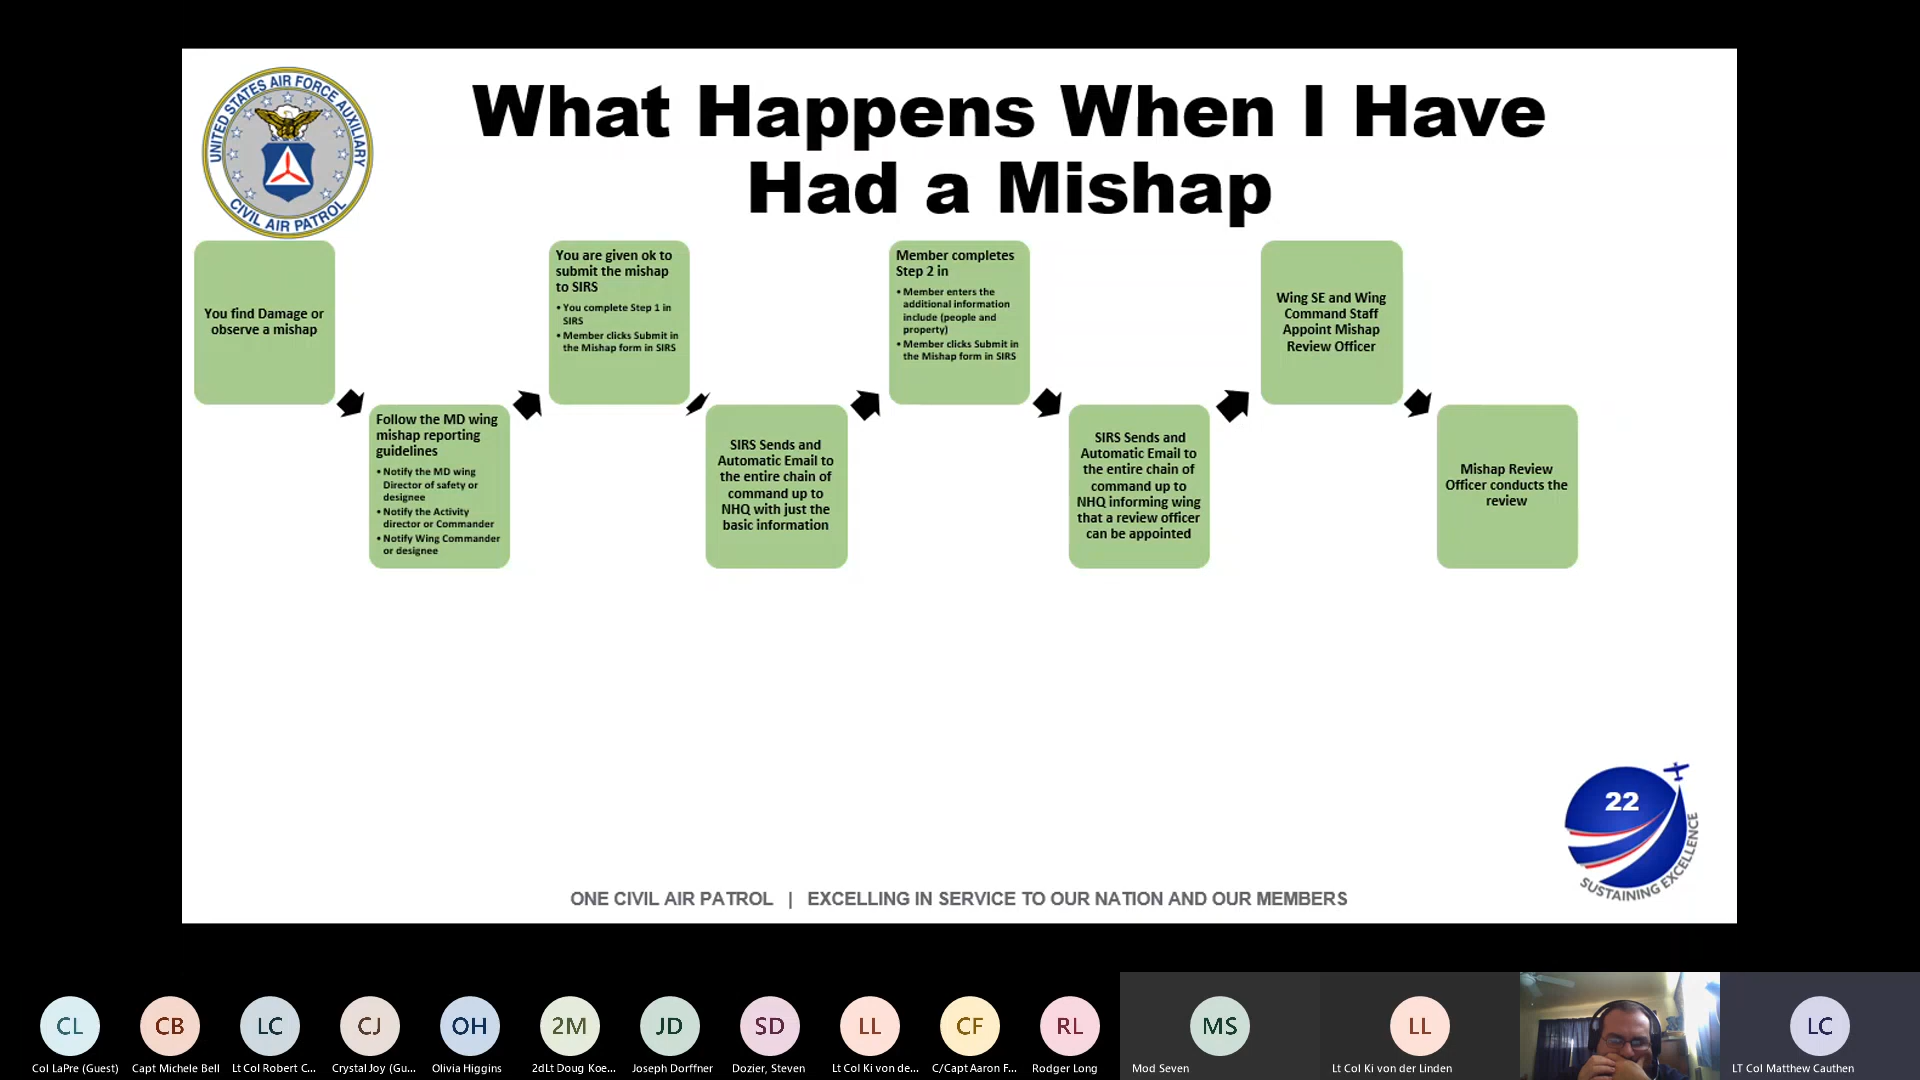 UNITED STATES AIR FORCE AUXILIARY
CIVIL AIR PATROL
What Happens When I Have
Had a Mishap
You find Damage or
observe a mishap
Follow the MD wing
mishap reporting
guidelines
• Notify the MD wing
Director of safety or
designee
• Notify the Activity
director or Commander
• Notify Wing Commander
or designee
You are given ok to
submit the mishap
to SIRS
• You complete Step 1 in
SIRS
• Member clicks Submit in
the Mishap form in SIRS
SIRS Sends and
Automatic Email to
the entire chain of
command up to
NHQ with just the
basic information
Member completes
Step 2 in
• Member enters the
additional information
include (people and
property)
• Member clicks Submit in
the Mishap form in SIRS
SIRS Sends and
Automatic Email to
the entire chain of
command up to
NHQ informing wing
that a review officer
can be appointed
Wing SE and Wing
Command Staff
Appoint Mishap
Review Officer
Mishap Review
Officer conducts the
review
22
SUSTAINING EXCELLENCE
ONE CIVIL AIR PATROL | EXCELLING IN SERVICE TO OUR NATION AND OUR MEMBERS
CL
CB
LC
CJ
OH
2M
JD
SD
LL
CF
RL
MS
LL
LC
Col LaPre (Guest)
Capt Michele Bell
Lt Col Robert C...
Crystal Joy (Gu...
Olivia Higgins
2dLt Doug Koe...
Joseph Dorffner
Dozier, Steven
Lt Col Ki von de...
C/Capt Aaron F...
Rodger Long
Mod Seven
Lt Col Ki von der Linden
LT Col Matthew Cauthen